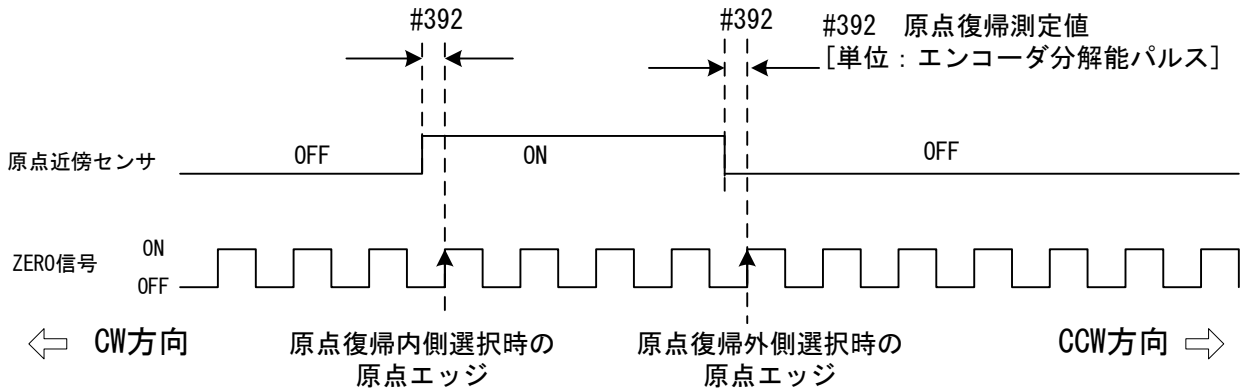 #392
#392
#392 原点復帰測定値
[単位：エンコーダ分解能パルス]
原点近傍センサ
OFF
ON
OFF
ZERO信号
ON
OFF
CW方向
原点復帰内側選択時の
原点エッジ
原点復帰外側選択時の
原点エッジ
CCW方向